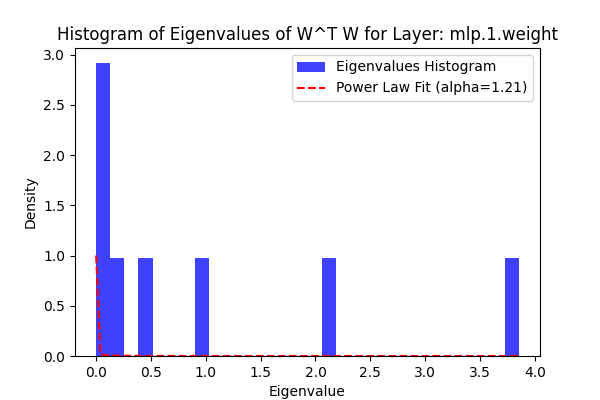 Histogram of Eigenvalues of W^T W for Layer: mlp.1.weight
Eigenvalues Histogram
Power Law Fit (alpha=1.21)
Density
3.0
2.5
2.0
1.5
1.0
0.5
0.0
0.0 0.5 1.0 1.5 2.0 2.5 3.0 3.5 4.0
Eigenvalue